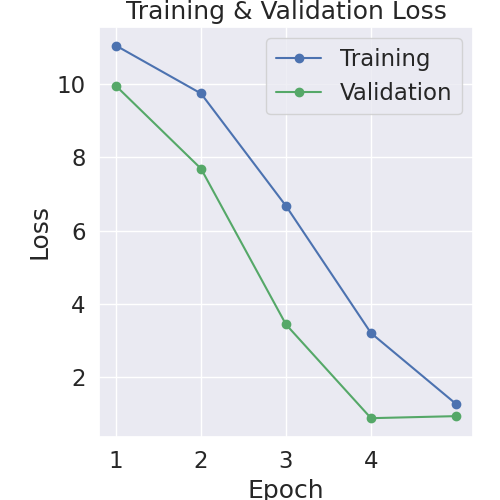 Training & Validation Loss
Training
Validation
Loss
10
8
6
4
2
1 2 3 4
Epoch